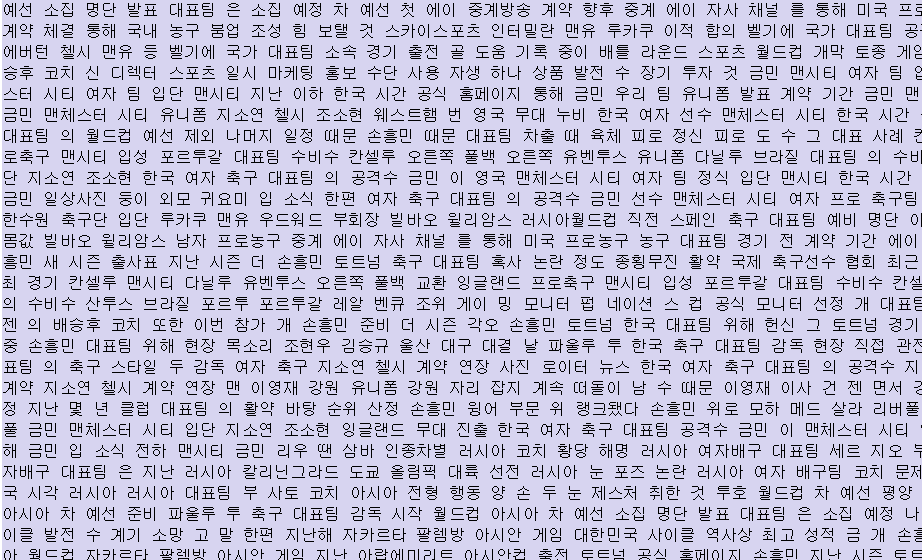 예선 소집 명단 발표 대표팀 은 소집 예정 차 예선 첫 에이 중계방송 계약 향후 중계 에이 자사 채널 를 통해 미국 프로
계약 체결 통해 국내 농구 붐업 조성 힘 보탤 것 스카이스포츠 인터밀란 맨유 루카쿠 이적 합의 벨기에 국가 대표팀 공
에버턴 첼시 맨유 등 벨기에 국가 대표팀 소속 경기 출전 골 도움 기록 중이 배틀 라운드 스포츠 월드컵 개막 토종 게임
승후 코치 신 디렉터 스포츠 일시 마케팅 홍보 수단 사용 자생 하나 상품 발전 수 장기 투자 것 금민 맨시티 여자 팀
스터 시티 여자 팀 입단 맨시티 지난 이하 한국 시간 공식 홈페이지 통해 금민 우리 팀 유니폼 발표 계약 기간 금민 맨
금민 맨체스터 시티 유니폼 지소연 첼시 조소현 웨스트햄 번 영국 무대 누비 한국 여자 선수 맨체스터 시티 한국 시간
대표팀 의 월드컵 예선 제외 나머지 일정 때문 손흥민 때문 대표팀 차출 때 육체 피로 정신 피로 도 수 그 대표 사례
로축구 맨시티 입성 포르투갈 대표팀 수비수 칸셀루 오른쪽 풀백 오른쪽 유벤투스 유니폼 다닐루 브라질 대표팀 의 수비
단 지소연 조소현 한국 여자 축구 대표팀 의 공격수 금민 이 영국 맨체스터 시티 여자 팀 정식 입단 맨시티 한국 시간
금민 일상사진 둥이 외모 귀요미 입 소식 한편 여자 축구 대표팀 의 공격수 금민 선수 맨체스터 시티 여자 프로 축구팀
한수원 축구단 입단 루카쿠 맨유 우드워드 부회장 빌바오 윌리암스 러시아월드컵 직전 스페인 축구 대표팀 예비 명단
몸값 빌바오 윌리암스 남자 프로농구 중계 에이 자사 채널 를 통해 미국 프로농구 농구 대표팀 경기 전 계약 기간 에이
흥민 새 시즌 출사표 지난 시즌 더 손흥민 토트넘 축구 대표팀 혹사 논란 정도 종횡무진 활약 국제 축구선수 협회 최근
최 경기 칸셀루 맨시티 다닐루 유벤투스 오른쪽 풀백 교환 잉글랜드 프로축구 맨시티 입성 포르투갈 대표팀 수비수 칸셀
의 수비수 산투스 브라질 포르투 포르투갈 레알 벤큐 조위 게이 밍 모니터 펍 네이션 스 컵 공식 모니터 선정 개 대표팀
젠 의 배승후 코치 또한 이번 참가 개 손흥민 준비 더 시즌 각오 손흥민 토트넘 한국 대표팀 위해 헌신 그 토트넘 경기
중 손흥민 대표팀 위해 현장 목소리 조현우 김승규 울산 대구 대결 날 파울루 투 한국 축구 대표팀 감독 현장 직접 관전
표팀 의 축구 스타일 두 감독 여자 축구 지소연 첼시 계약 연장 사진 로이터 뉴스 한국 여자 축구 대표팀 의 공격수 지
계약 지소연 첼시 계약 연장 맨 이영재 강원 유니폼 강원 자리 잡지 계속 떠돌이 남 수 때문 이영재 이사 건 젠 면서
정 지난 몇 년 클럽 대표팀 의 활약 바탕 순위 산정 손흥민 윙어 부문 위 랭크됐다 손흥민 위로 모하 메드 살라 리버풀
풀 금민 맨체스터 시티 입단 지소연 조소현 잉글랜드 무대 진출 한국 여자 축구 대표팀 공격수 금민 이 맨체스터 시티
해 금민 입 소식 전하 맨시티 금민 리우 땐 삼바 인종차별 러시아 코치 황당 해명 러시아 여자배구 대표팀 세르 지오
자배구 대표팀 은 지난 러시아 칼리닌그라드 도쿄 올림픽 대륙 선전 러시아 눈 포즈 논란 러시아 여자 배구팀 코치 문제
국 시각 러시아 러시아 대표팀 부 사토 코치 아시아 전형 행동 양 손 두 눈 제스처 취한 것 투호 월드컵 차 예선 평양
아시아 차 예선 준비 파울루 투 축구 대표팀 감독 시작 월드컵 아시아 차 예선 소집 명단 발표 대표팀 은 소집 예정 나
이클 발전 수 계기 소망 고 말 한편 지난해 자카르타 팔렘방 아시안 게임 대한민국 사이클 역사상 최고 성적 금 개 손흥
아 월드컵 자카르타 팔렘방 아시안 게임 지난 아랍에미리트 아시안컵 출전 토트넘 공식 홈페이지 손흥민 지난 시즌 토트